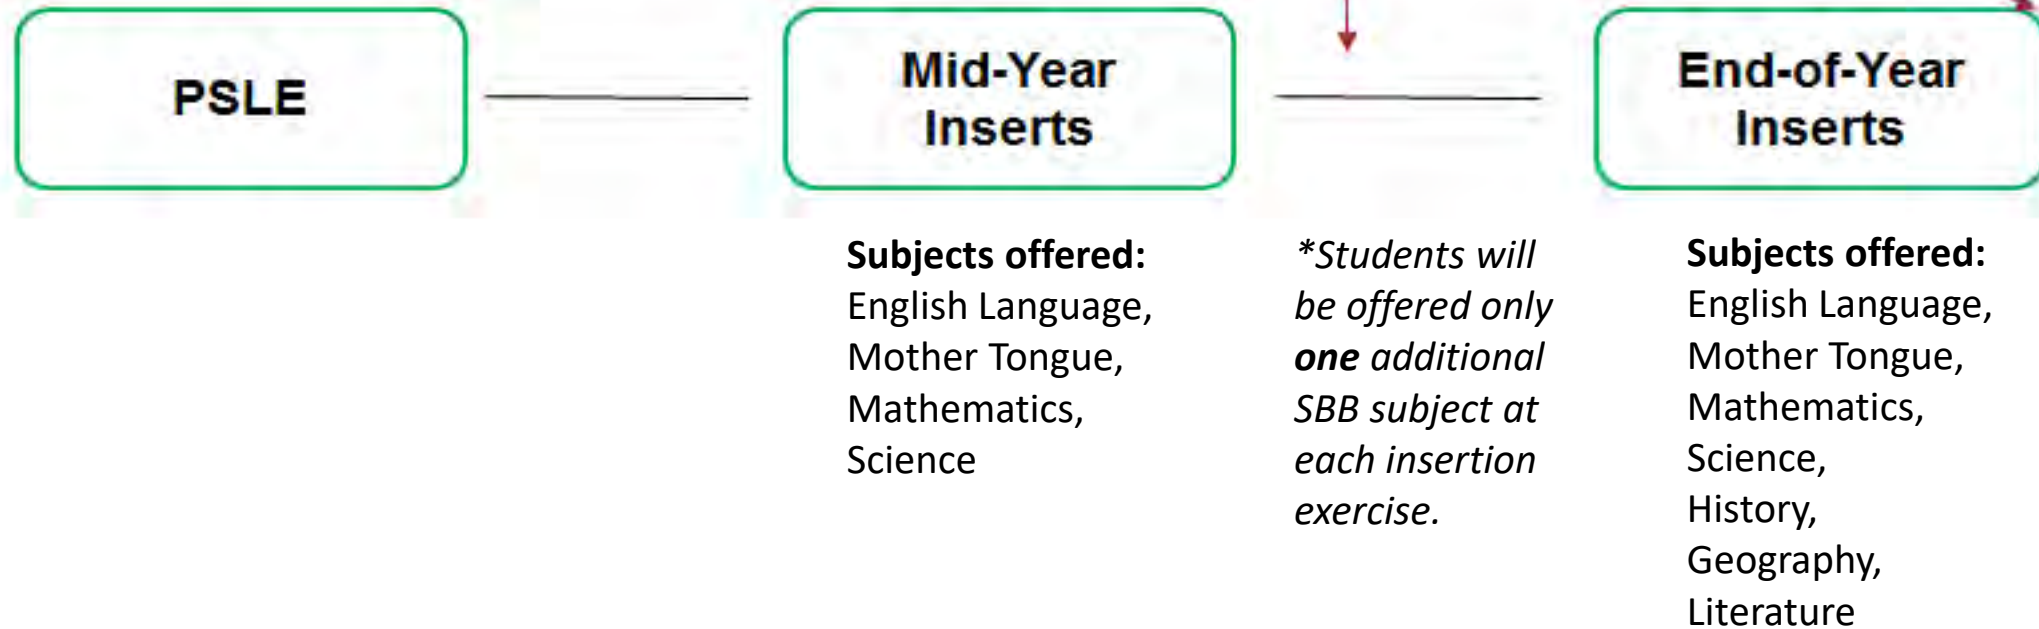 PSLE
Mid-Year
Inserts
End-of-Year
Inserts
Subjects offered:
English Language,
Mother Tongue,
Mathematics,
Science
*Students will
be offered only
one additional
SBB subject at
each insertion
exercise.
Subjects offered:
English Language,
Mother Tongue,
Mathematics,
Science,
History,
Geography,
Literature